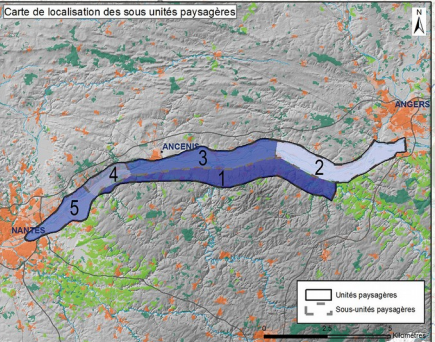 Carte de localisation des sous unités paysagères
N
ANGERS
ANCENIS
3
4
2
1
5
NANTES
Unités paysagères
Sous-unités paysagères
0 2,5 5
Kilomètres